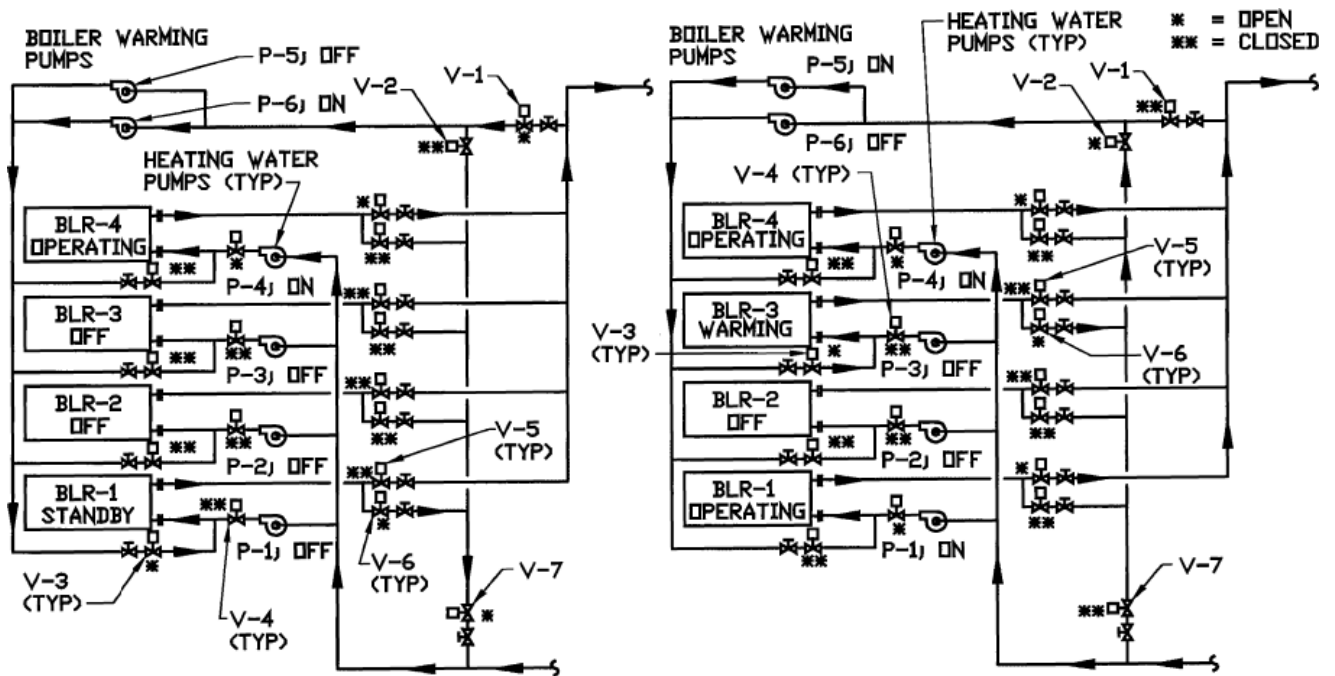 BOILER WARMING
PUMPS
P-5; OFF
P-6; ON
V-2
V-1
**
*
HEATING WATER
PUMPS (TYP)
BLR-4
OPERATING
**
*
P-4; ON
*
**
BLR-3
OFF
**
**
P-3; OFF
**
**
BLR-2
OFF
**
**
P-2; OFF
**
**
V-5
(TYP)
BLR-1
STANDBY
**
P-1; OFF
**
*
V-3
(TYP)
*
V-4
(TYP)
V-6
(TYP)
V-7
*
BOILER WARMING
PUMPS
P-5; ON
P-6; OFF
HEATING WATER
PUMPS (TYP)
* = OPEN
** = CLOSED
V-2
V-1
**
*
V-4 (TYP)
BLR-4
OPERATING
**
*
P-4; ON
*
**
V-5
(TYP)
BLR-3
WARMING
V-3
(TYP)
*
**
P-3; OFF
**
*
V-6
(TYP)
BLR-2
OFF
**
**
P-2; OFF
**
**
BLR-1
OPERATING
*
P-1; ON
**
*
**
V-7
**